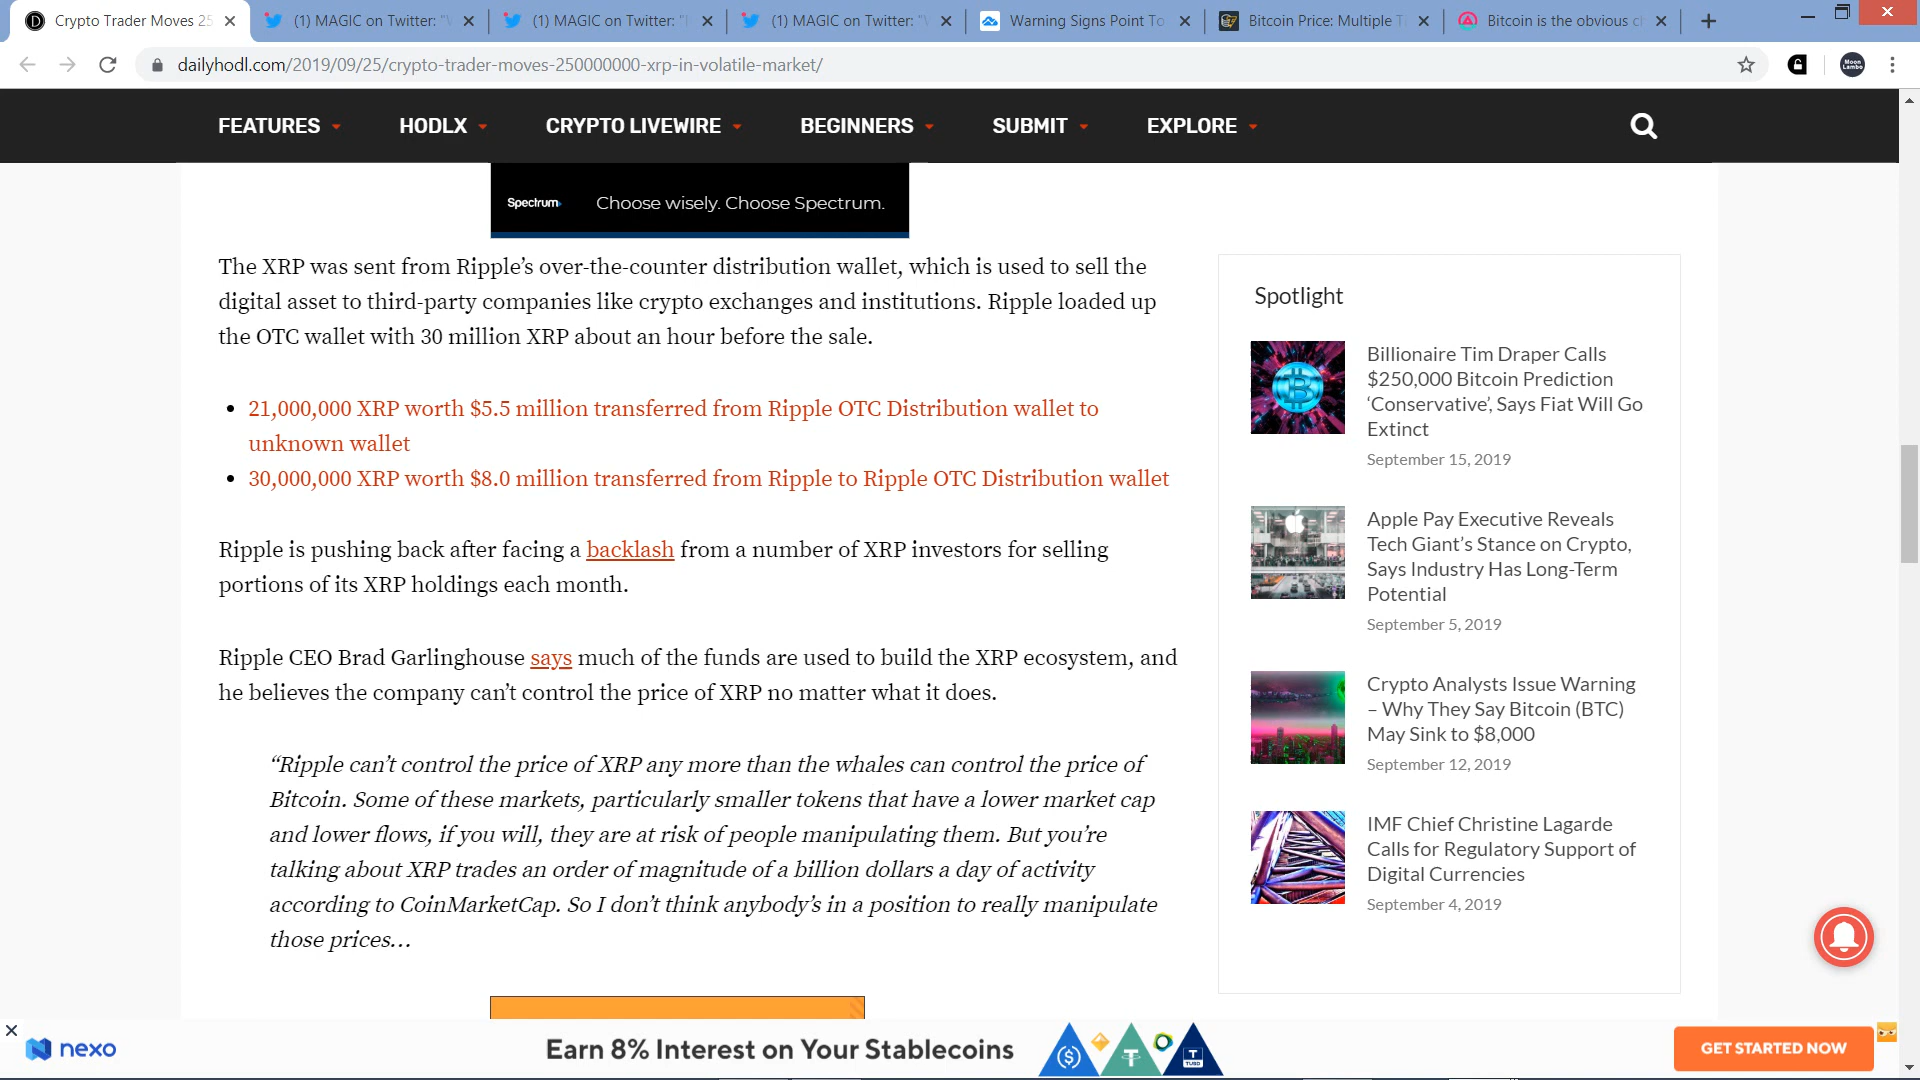 Crypto Trader Moves 25
(1) MAGIC on Twitter: "
(1) MAGIC on Twitter: "
(1) MAGIC on Twitter: "
Warning Signs Point To
Bitcoin Price: Multiple T
Bitcoin is the obvious c
dailyhodl.com/2019/09/25/crypto-trader-moves-250000000-xrp-in-volatile-market/
FEATURES
HODLX
CRYPTO LIVEWIRE
BEGINNERS
SUBMIT
EXPLORE
Spectrum
Choose wisely. Choose Spectrum.
The XRP was sent from Ripple’s over-the-counter distribution wallet, which is used to sell the
digital asset to third-party companies like crypto exchanges and institutions. Ripple loaded up
the OTC wallet with 30 million XRP about an hour before the sale.
• 21,000,000 XRP worth $5.5 million transferred from Ripple OTC Distribution wallet to
unknown wallet
• 30,000,000 XRP worth $8.0 million transferred from Ripple to Ripple OTC Distribution wallet
Ripple is pushing back after facing a backlash from a number of XRP investors for selling
portions of its XRP holdings each month.
Ripple CEO Brad Garlinghouse says much of the funds are used to build the XRP ecosystem, and
he believes the company can’t control the price of XRP no matter what it does.
“Ripple can’t control the price of XRP any more than the whales can control the price of
Bitcoin. Some of these markets, particularly smaller tokens that have a lower market cap
and lower flows, if you will, they are at risk of people manipulating them. But you’re
talking about XRP trades an order of magnitude of a billion dollars a day of activity
according to CoinMarketCap. So I don’t think anybody’s in a position to really manipulate
those prices…
Spotlight
Billionaire Tim Draper Calls
$250,000 Bitcoin Prediction
‘Conservative’, Says Fiat Will Go
Extinct
September 15, 2019
Apple Pay Executive Reveals
Tech Giant’s Stance on Crypto,
Says Industry Has Long-Term
Potential
September 5, 2019
Crypto Analysts Issue Warning
– Why They Say Bitcoin (BTC)
May Sink to $8,000
September 12, 2019
IMF Chief Christine Lagarde
Calls for Regulatory Support of
Digital Currencies
September 4, 2019
nexo
Earn 8% Interest on Your Stablecoins
GET STARTED NOW